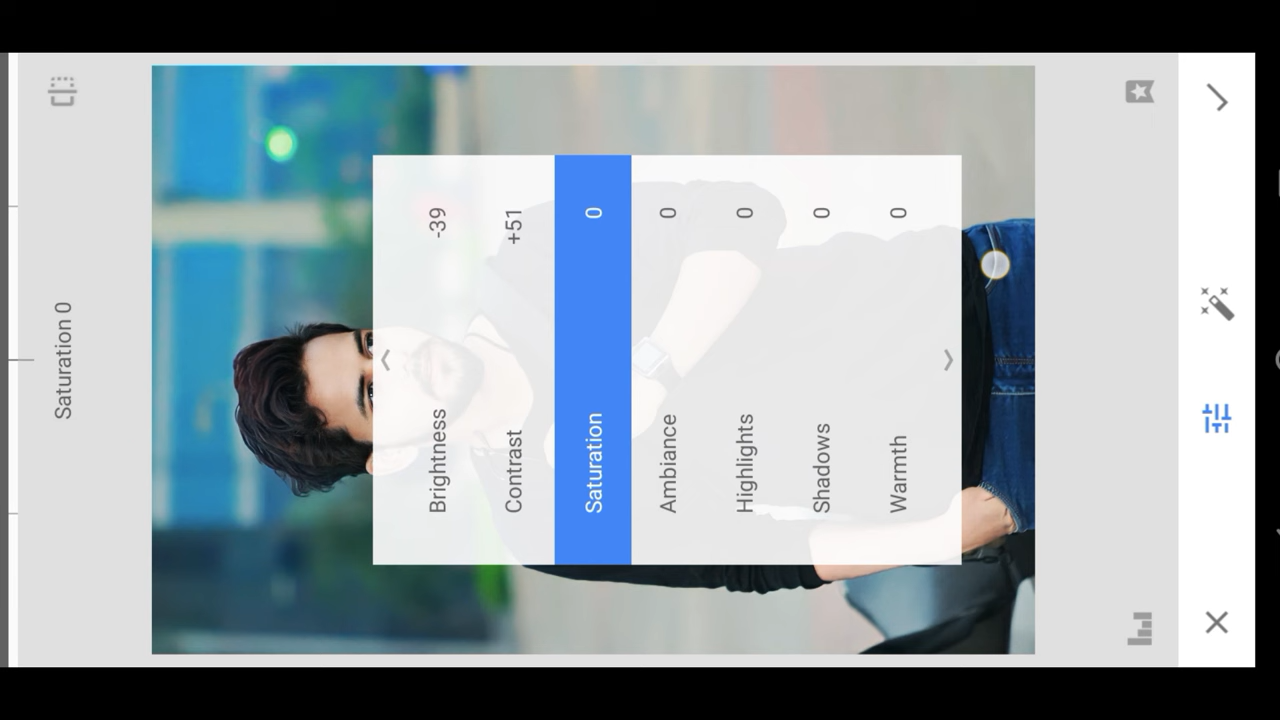 Saturation 0
Brightness -39
Contrast +51
Saturation 0
Ambiance 0
Highlights 0
Shadows 0
Warmth 0